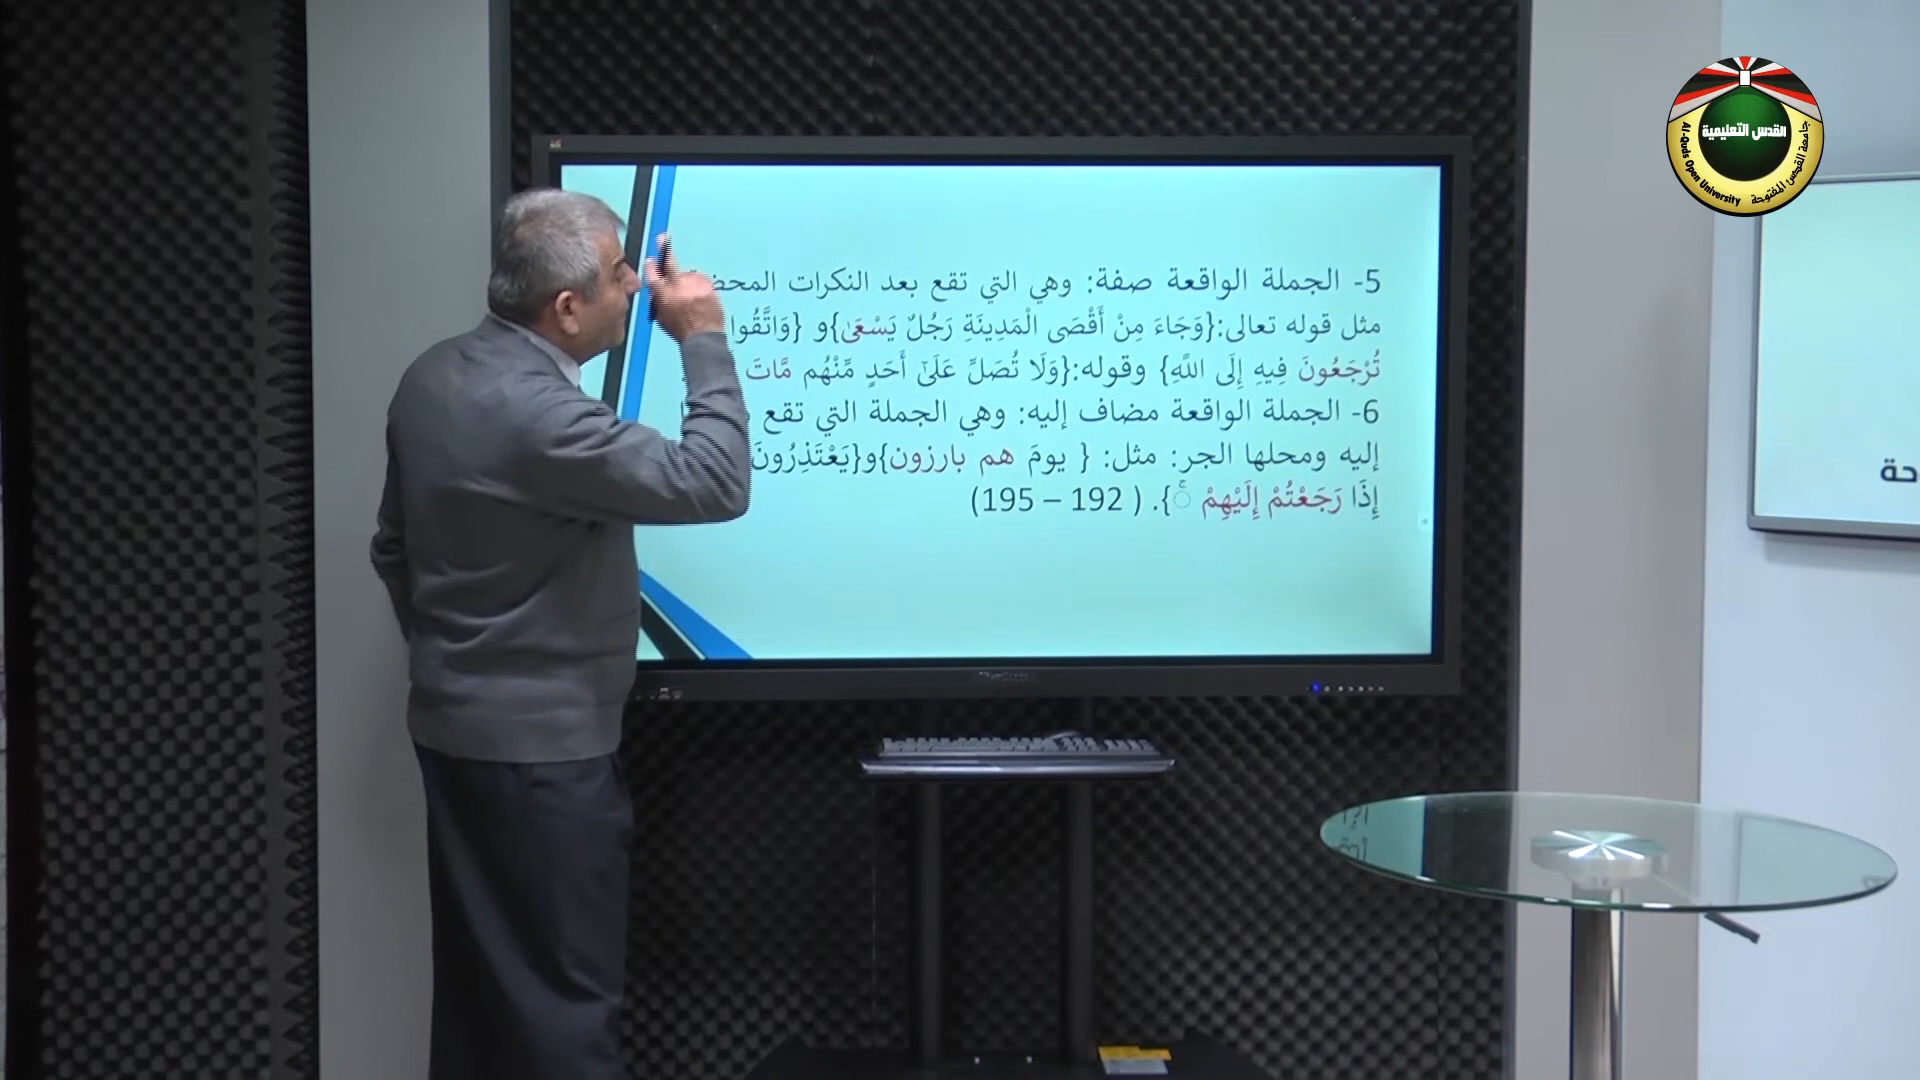 5- الجملة الواقعة صفة: وهي التي تقع بعد النكرات
مثل قوله تعالى:{وَجَاءَ مِنْ أَقْصَى الْمَدِينَةِ رَجُلٌ يَسْعَىٰ}و {وَاتَّقُوا
تُرْجَعُونَ فِيهِ إِلَى اللَّهِ} وقوله:{وَلَا تُصَلِّ عَلَىٰ أَحَدٍ مِّنْهُم مَّاتَ
6- الجملة الواقعة مضاف إليه: وهي الجملة التي تقع
إليه ومحلها الجر: مثل: { يومَ هم بارزون}و{يَعْتَذِرُونَ
إِذَا رَجَعْتُمْ إِلَيْهِمْ ۚ}. ( 192 – 195)
القدس التعليمية
جامعة القدس المفتوحة
Al-Quds Open University
حة